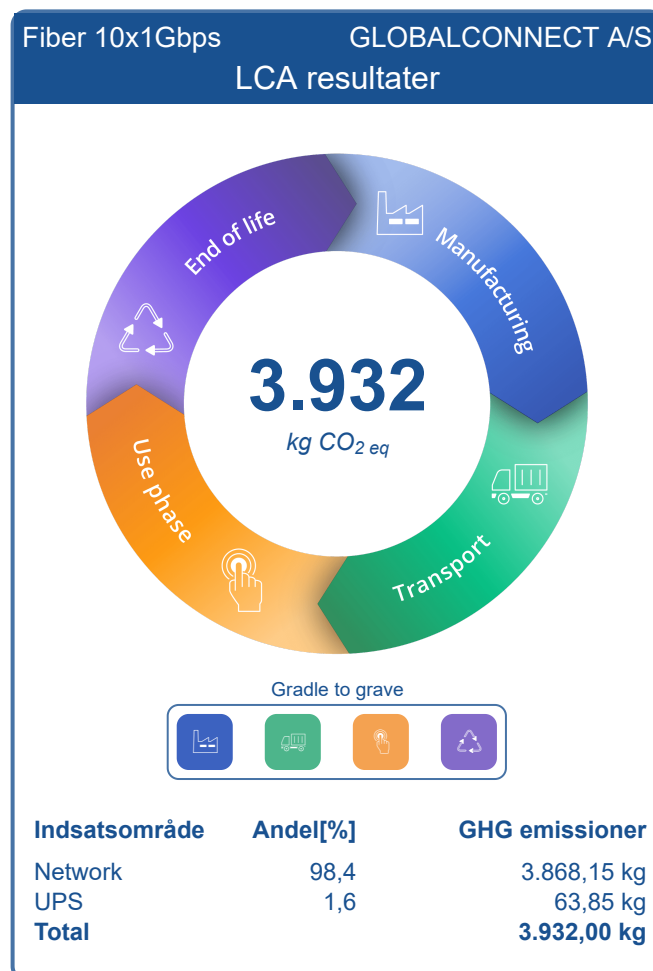 Fiber 10x1Gbps GLOBALCONNECT A/S
LCA resultater
End of life
Manufacturing
3.932
kg CO2 eq
Use phase
Transport
Gradle to grave
Indsatsområde Andel[%] GHG emissioner
Network 98,4 3.868,15 kg
UPS 1,6 63,85 kg
Total 3.932,00 kg